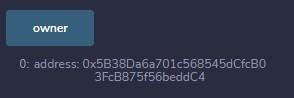 owner
0: address: 0x5B38Da6a701c568545dCfcB0
3FcB875f56beddC4